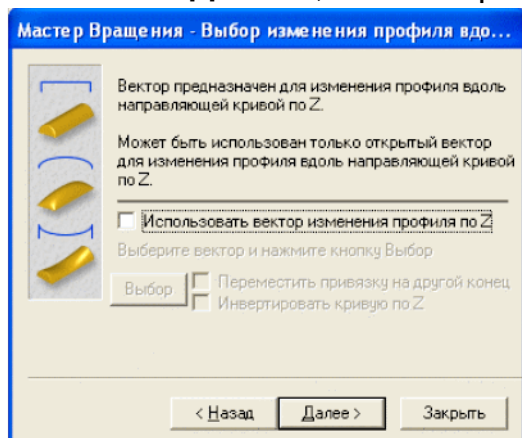 Мастер Вращения - Выбор изменения профиля вдо...
Вектор предназначен для изменения профиля вдоль
направляющей кривой по Z.
Может быть использован только открытый вектор
для изменения профиля вдоль направляющей кривой
по Z.
Использовать вектор изменения профиля по Z
Выберите вектор и нажмите кнопку Выбор
Выбор
Переместить привязку на другой конец
Инвертировать кривую по Z
< Назад
Далее >
Закрыть